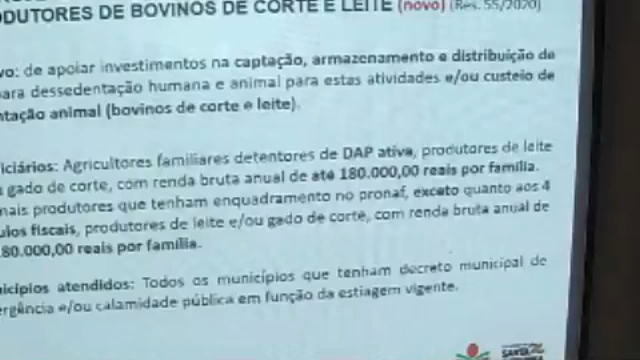 DUTORES DE BOVINOS DE CORTE E LEITE (novo) (Res. 55/2020)
vo: de apoiar investimentos na captação, armazenamento e distribuição de
para dessedentação humana e animal para estas atividades e/ou custeio de
ntação animal (bovinos de corte e leite).
iciários: Agricultores familiares detentores de DAP ativa, produtores de leite
gado de corte, com renda bruta anual de até 180.000,00 reais por família.
mais produtores que tenham enquadramento no pronaf, exceto quanto aos 4
ulos fiscais, produtores de leite e/ou gado de corte, com renda bruta anual de
80.000,00 reais por família.
nicípios atendidos: Todos os municípios que tenham decreto municipal de
ergência e/ou calamidade pública em função da estiagem vigente.
SANTA